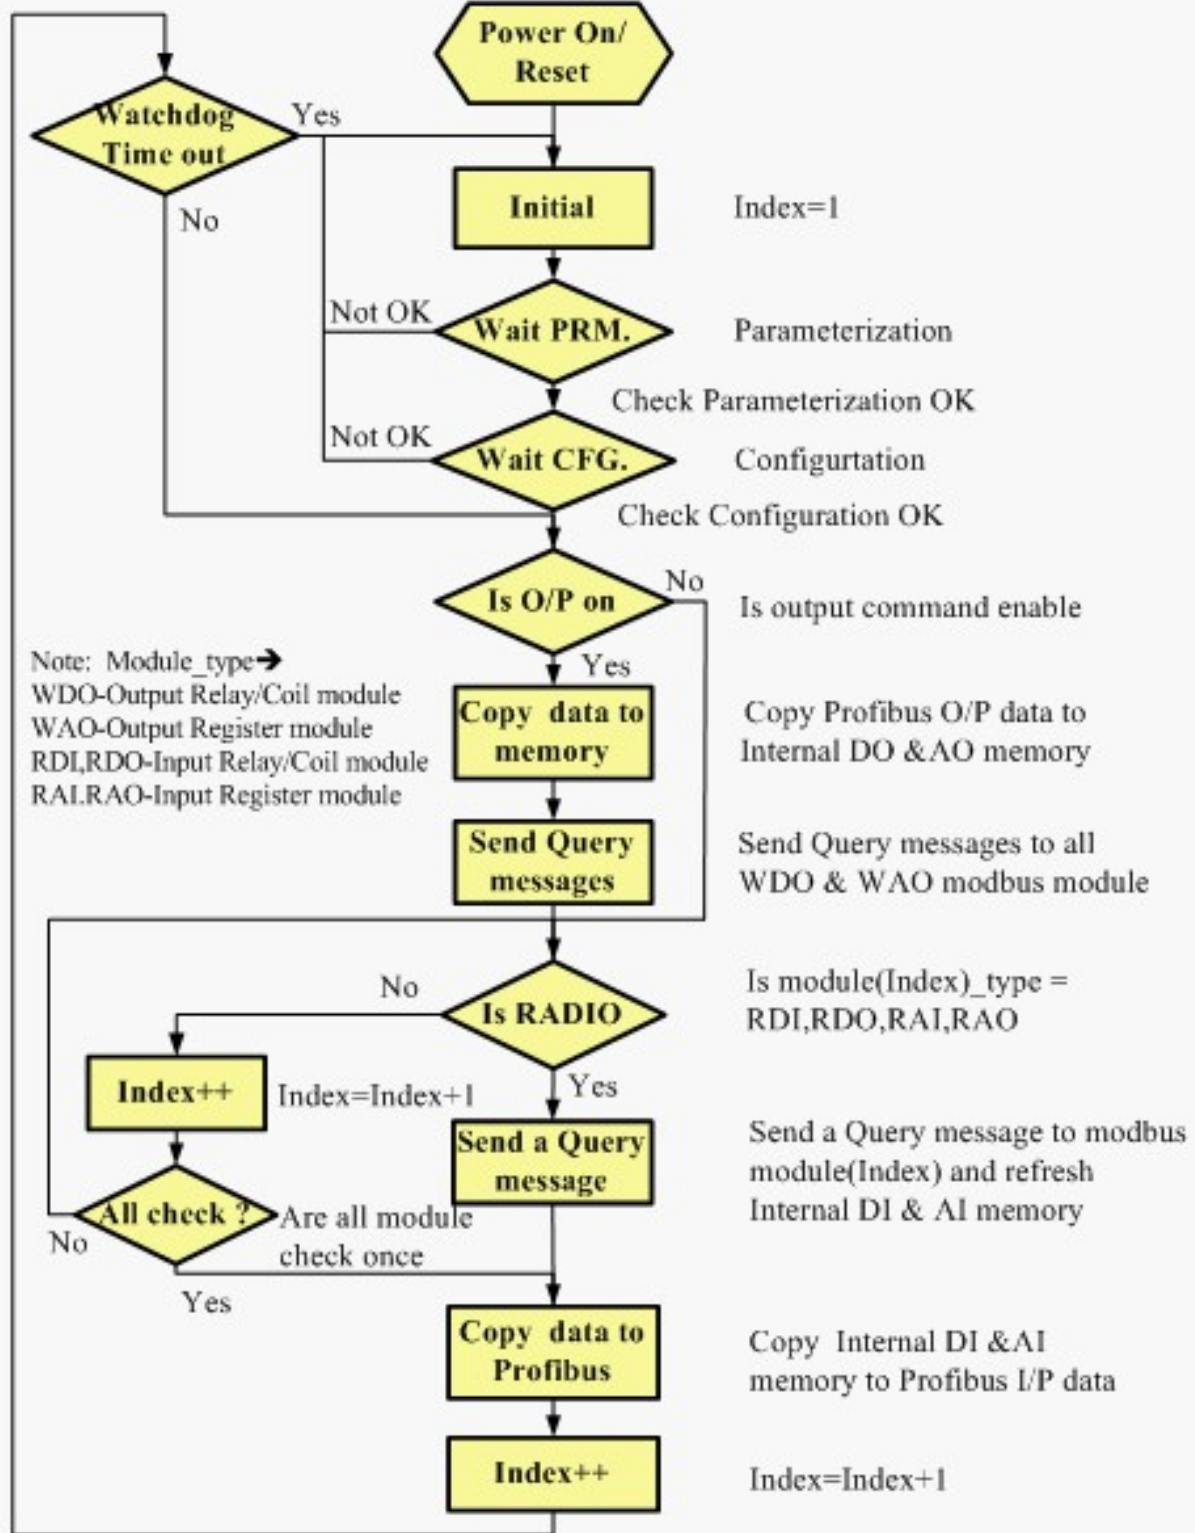 Power On/
Reset
Watchdog
Time out
Yes
No
Initial
Index=1
Not OK
Wait PRM.
Parameterization
Check Parameterization OK
Not OK
Wait CFG.
Configurtation
Check Configuration OK
Is O/P on
No
Is output command enable
Yes
Note:  Module_type➔
WDO-Output Relay/Coil module
WAO-Output Register module
RDI,RDO-Input Relay/Coil module
RAI.RAO-Input Register module
Copy  data to
memory
Copy Profibus O/P data to
Internal DO &AO memory
Send Query
messages
Send Query messages to all
WDO & WAO modbus module
No
Is RADIO
Is module(Index)_type =
RDI,RDO,RAI,RAO
Yes
Index++
Index=Index+1
Send a Query
message
Send a Query message to modbus
module(Index) and refresh
Internal DI & AI memory
All check ?
Are all module
check once
No
Yes
Copy  data to
Profibus
Copy  Internal DI &AI
memory to Profibus I/P data
Index++
Index=Index+1